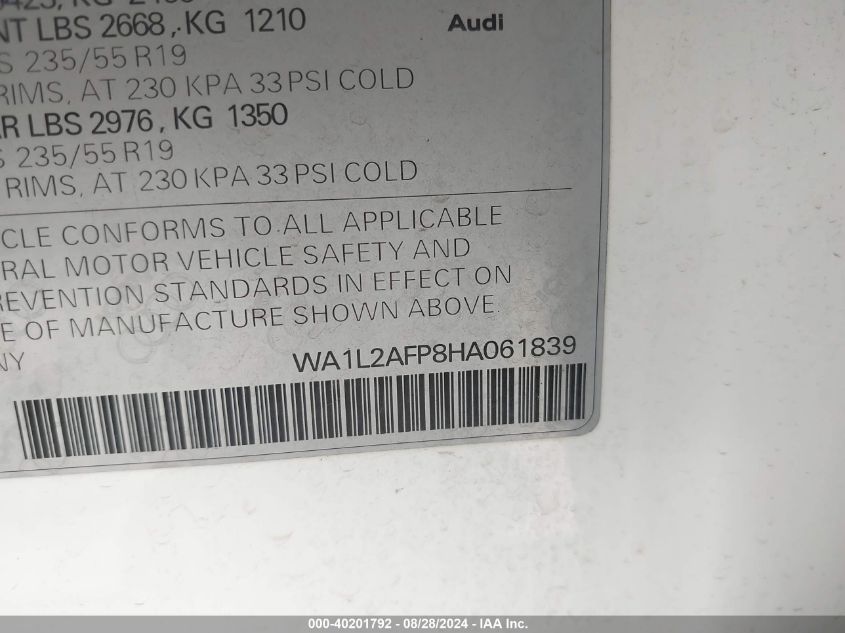 NT LBS 2668, KG 1210
Audi
S 235/55 R19
RIMS, AT 230 KPA 33 PSI COLD
AR LBS 2976, KG 1350
S 235/55 R19
RIMS, AT 230 KPA 33 PSI COLD
CLE CONFORMS TO ALL APPLICABLE
RAL MOTOR VEHICLE SAFETY AND
REVENTION STANDARDS IN EFFECT ON
E OF MANUFACTURE SHOWN ABOVE.
NY
WA1L2AFP8HA061839
000-40201792 - 08/28/2024 - IAA Inc.